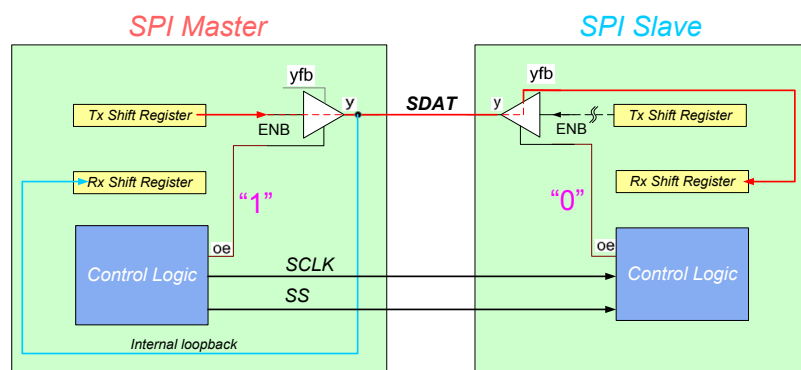 SPI Master
SPI Slave
yfb
y
SDAT
y
yfb
Tx Shift Register
ENB
ENB
Tx Shift Register
Rx Shift Register
“1”
“0”
Rx Shift Register
oe
oe
Control Logic
SCLK
Control Logic
SS
Internal loopback